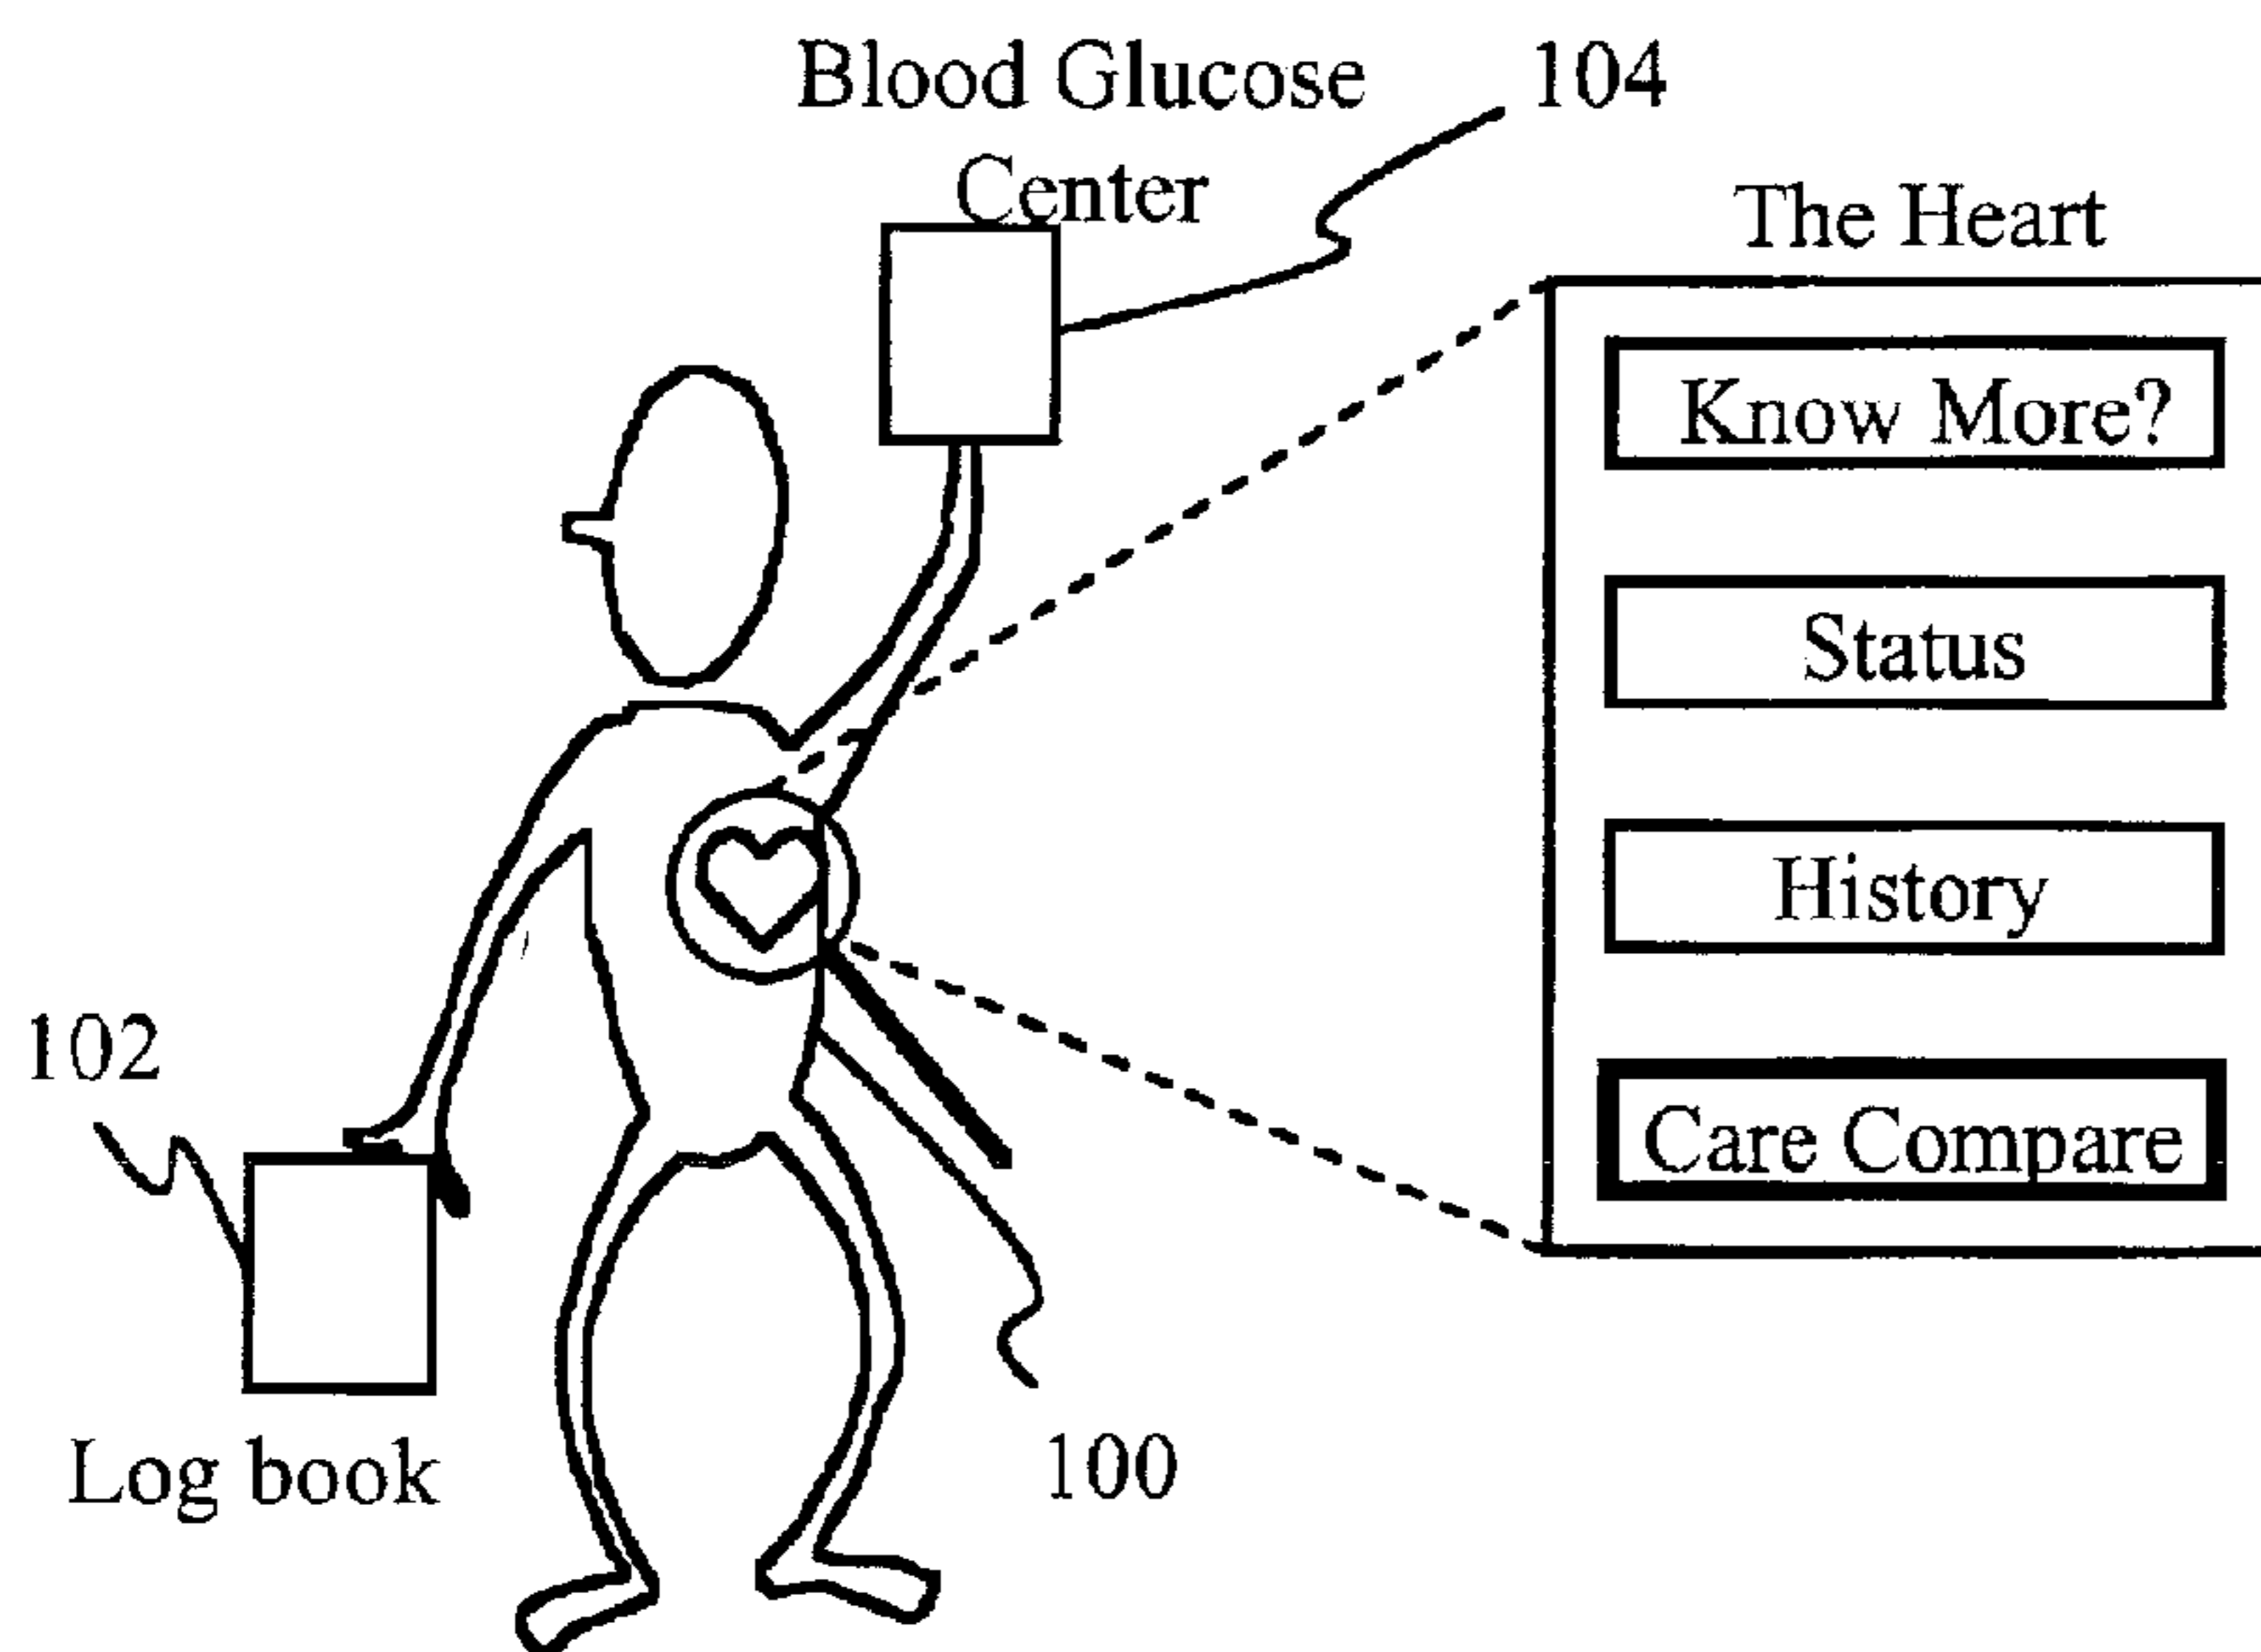 Blood Glucose
Center
104
The Heart
Know More?
Status
History
Care Compare
102
Log book
100